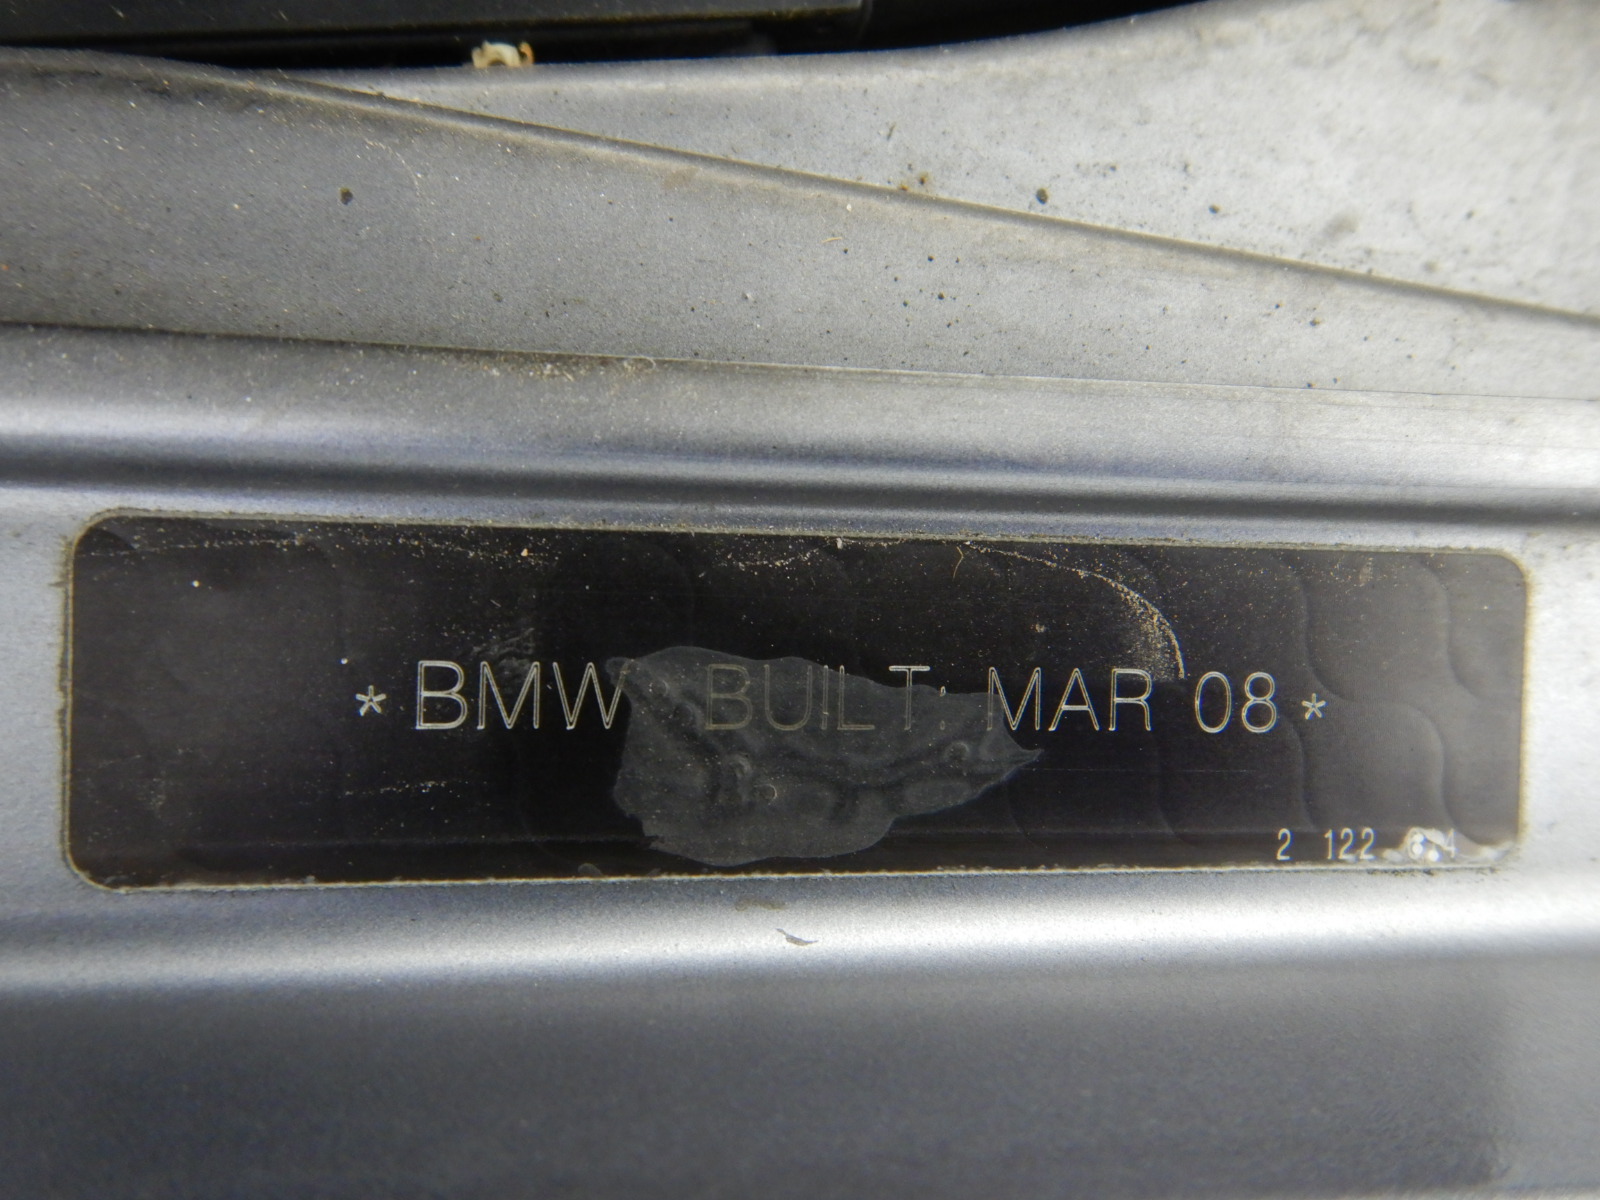 * BMW BUILT: MAR 08 *
2 122